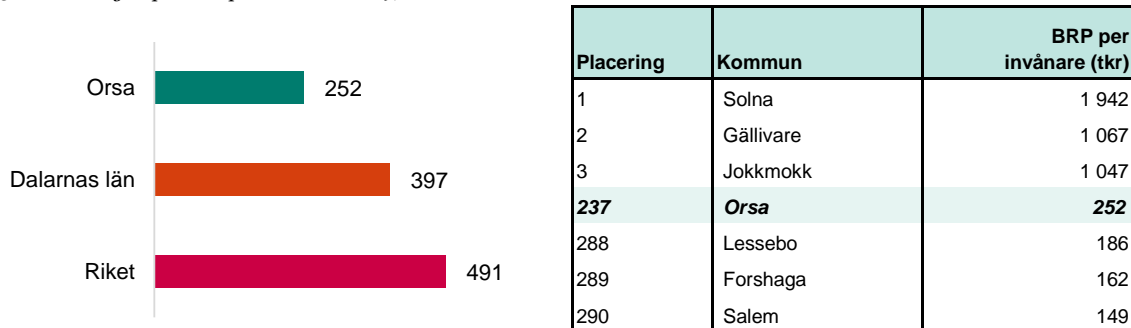 Orsa 252
Dalarnas län 397
Riket 491
BRP per
Placering Kommun invånare (tkr)
1 Solna 1 942
2 Gällivare 1 067
3 Jokkmokk 1 047
237 Orsa 252
288 Lessebo 186
289 Forshaga 162
290 Salem 149